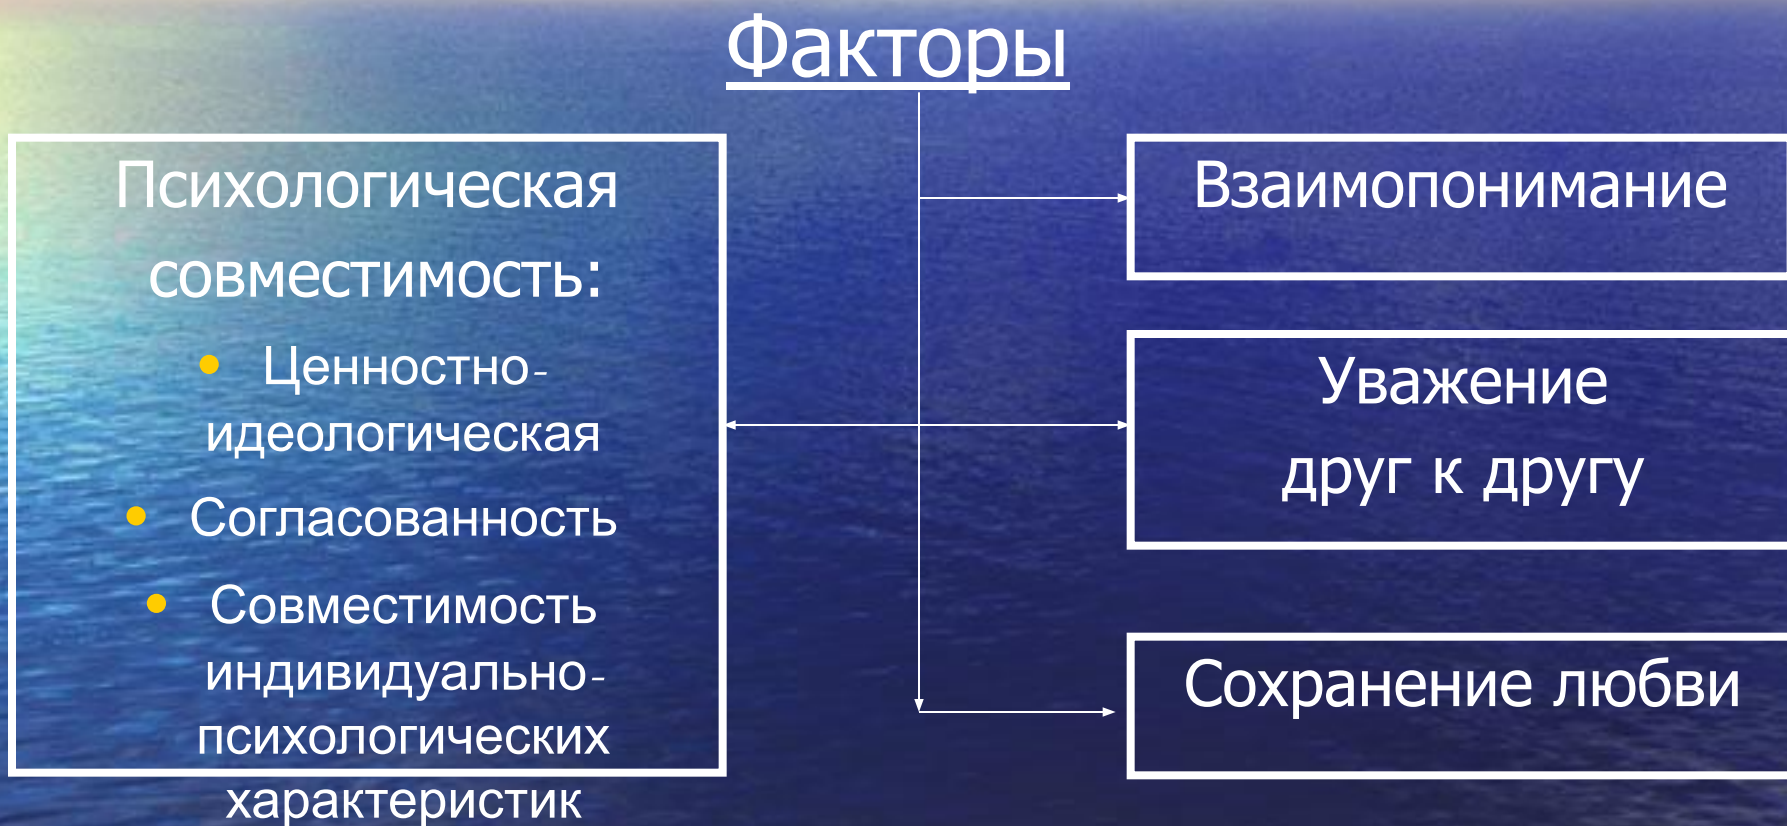 Факторы
Психологическая
совместимость:
• Ценностно-
идеологическая
• Согласованность
• Совместимость
индивидуально-
психологических
характеристик
Взаимопонимание
Уважение
друг к другу
Сохранение любви